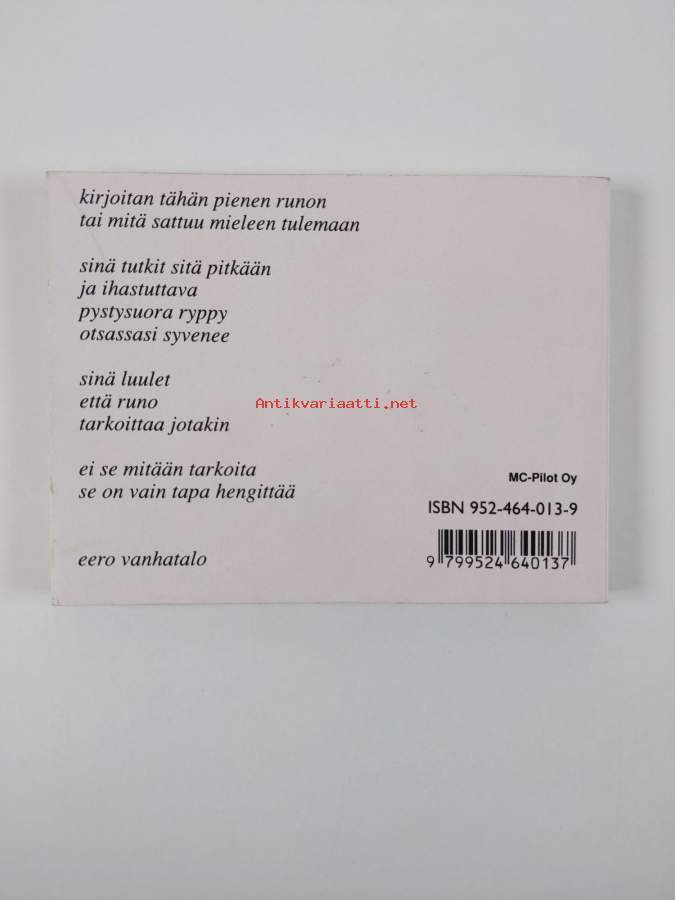 kirjoitan tähän pienen runon
tai mitä sattuu mieleen tulemaan
sinä tutkit sitä pitkään
ja ihastuttava
pystysuora ryppy
otsassasi syvenee
sinä luulet
että runo
tarkoittaa jotakin
Antikvariaatti.net
ei se mitään tarkoita
se on vain tapa hengittää
eero vanhatalo
MC-Pilot Oy
ISBN 952-464-013-9
9 799524 640137